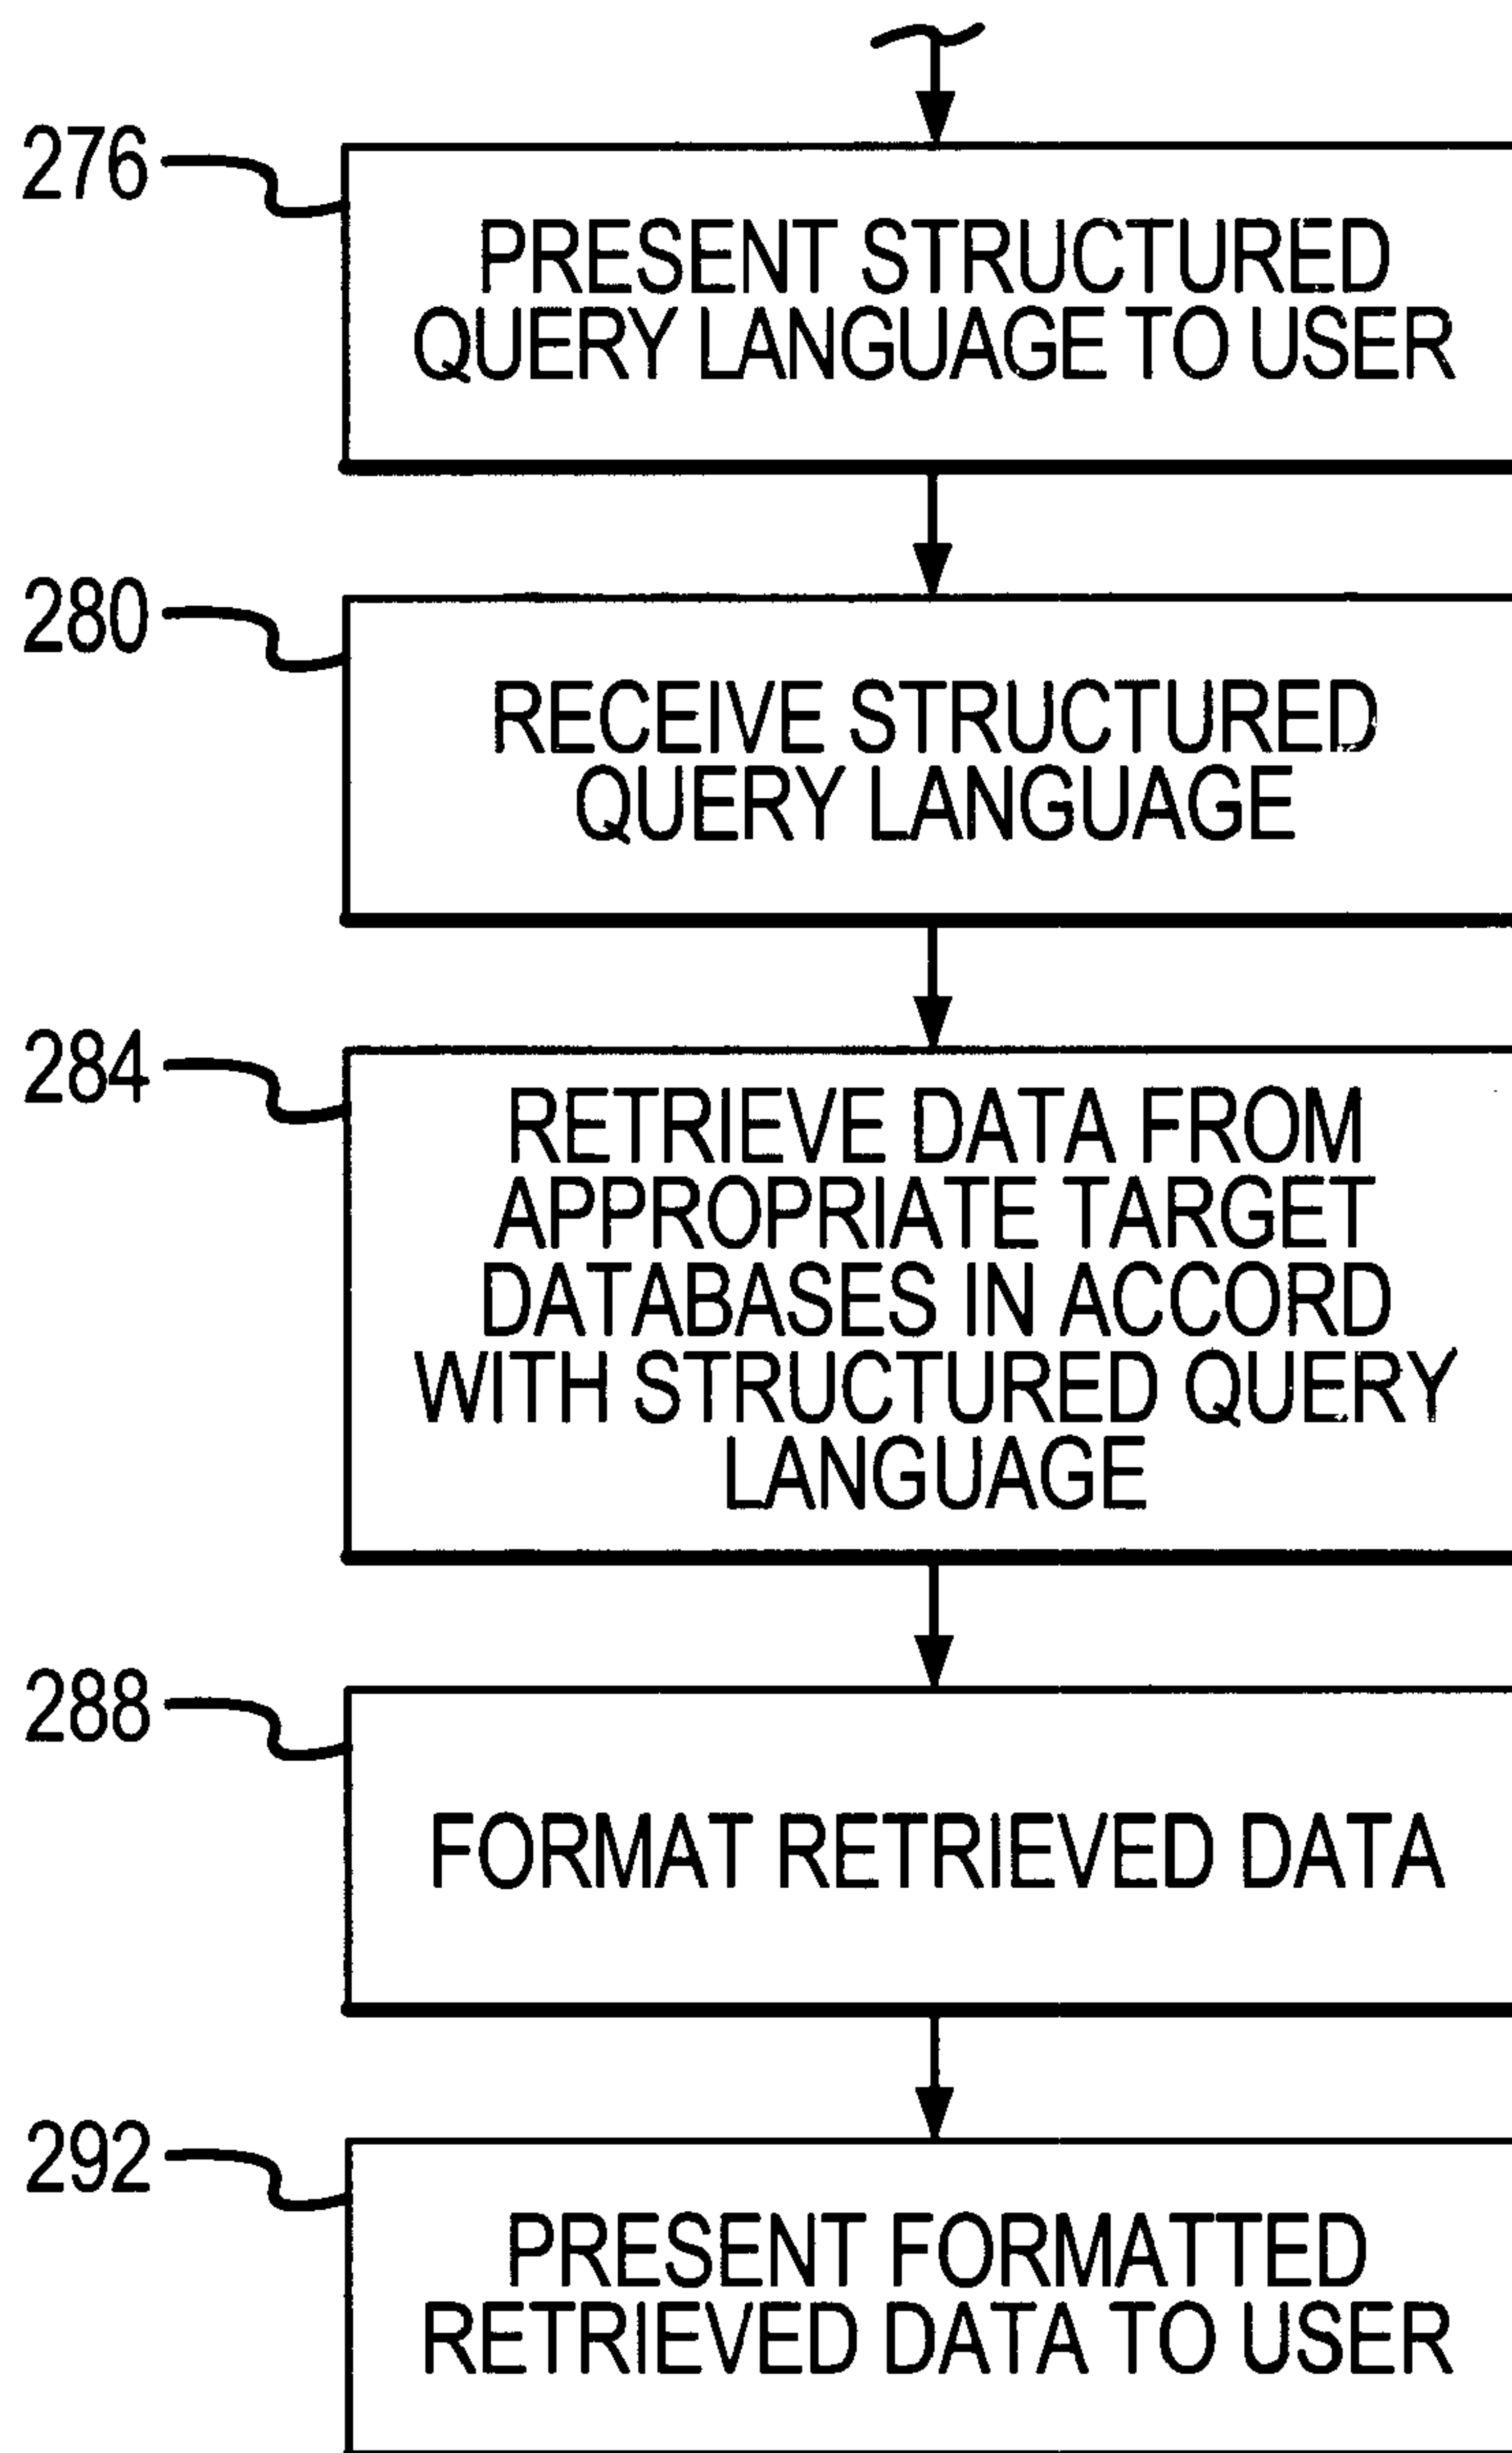 276
PRESENT STRUCTURED
QUERY LANGUAGE TO USER
280
RECEIVE STRUCTURED
QUERY LANGUAGE
284
RETRIEVE DATA FROM
APPROPRIATE TARGET
DATABASES IN ACCORD
WITH STRUCTURED QUERY
LANGUAGE
288
FORMAT RETRIEVED DATA
292
PRESENT FORMATTED
RETRIEVED DATA TO USER